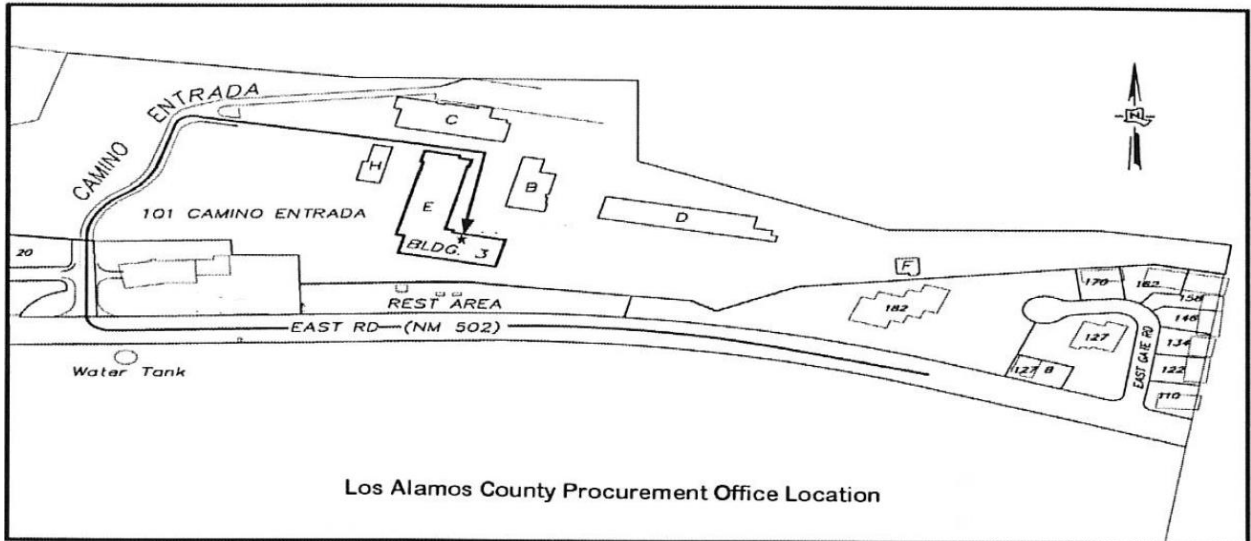 CAMINO ENTRADA
N
C
H
B
E
D
101 CAMINO ENTRADA
BLDG. 3
20
F
REST AREA
170
162
158
182
146
EAST RD (NM 502)
127
134
EAST GATE RD
Water Tank
127 B
122
110
Los Alamos County Procurement Office Location